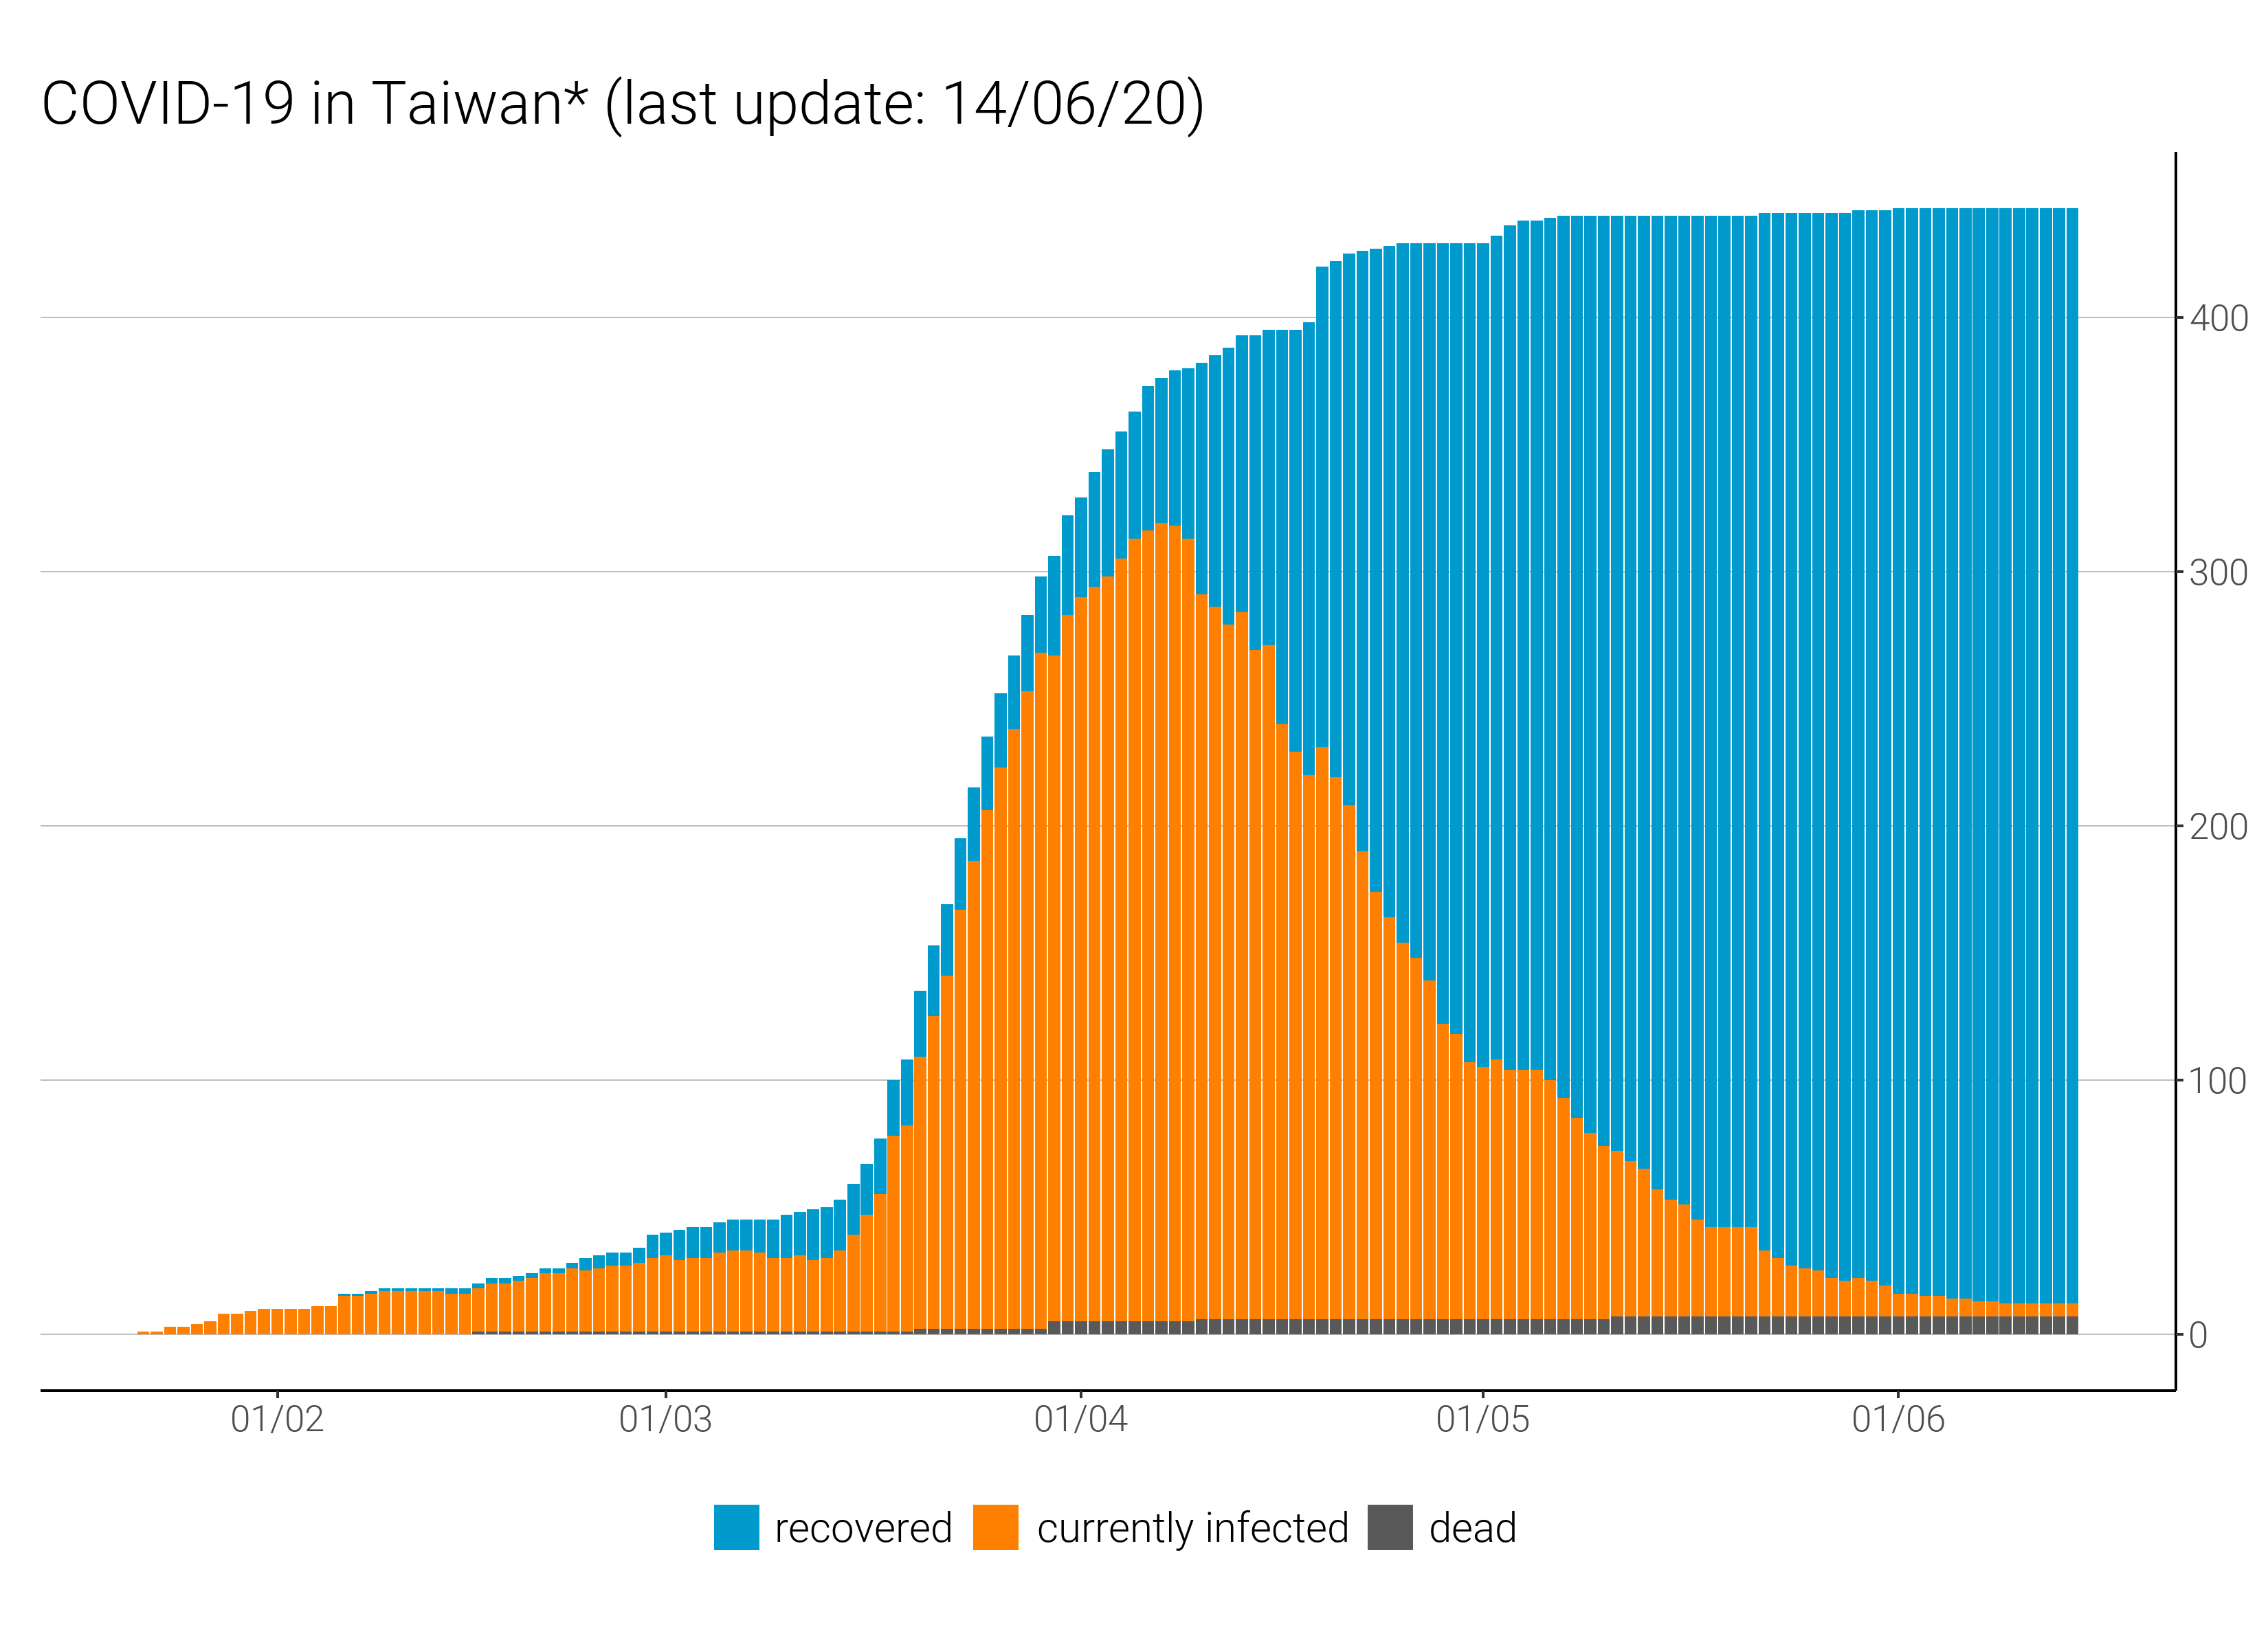 COVID-19 in Taiwan* (last update: 14/06/20)
400
300
200
100
0
01/02 01/03 01/04 01/05 01/06
recovered currently infected dead